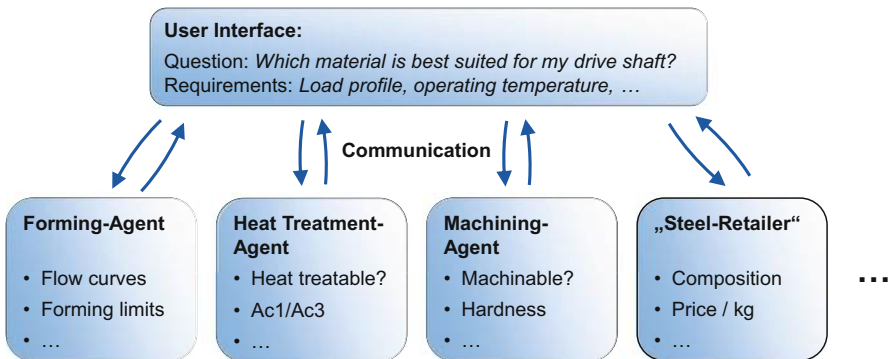 User Interface:
Question: Which material is best suited for my drive shaft?
Requirements: Load profile, operating temperature, …
Communication
Forming-Agent
• Flow curves
• Forming limits
• …
Heat Treatment-
Agent
• Heat treatable?
• Ac1/Ac3
• …
Machining-
Agent
• Machinable?
• Hardness
• …
„Steel-Retailer“
• Composition
• Price / kg
• …
…